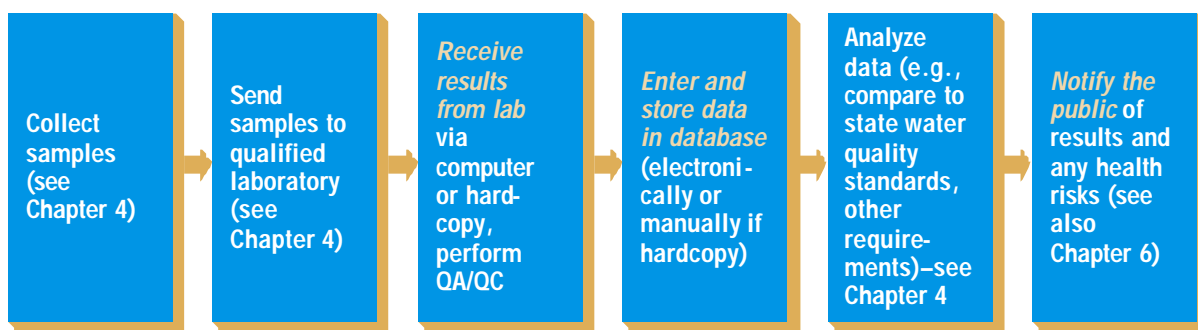 Collect
samples
(see
Chapter 4)
Send
samples to
qualified
laboratory
(see
Chapter 4)
Receive
results
from lab
via
computer
or hard-
copy,
perform
QA/QC
Enter and
store data
in database
(electroni-
cally or
manually if
hardcopy)
Analyze
data (e.g.,
compare to
state water
quality
standards,
other
require-
ments)–see
Chapter 4
Notify the
public of
results and
any health
risks (see
also
Chapter 6)